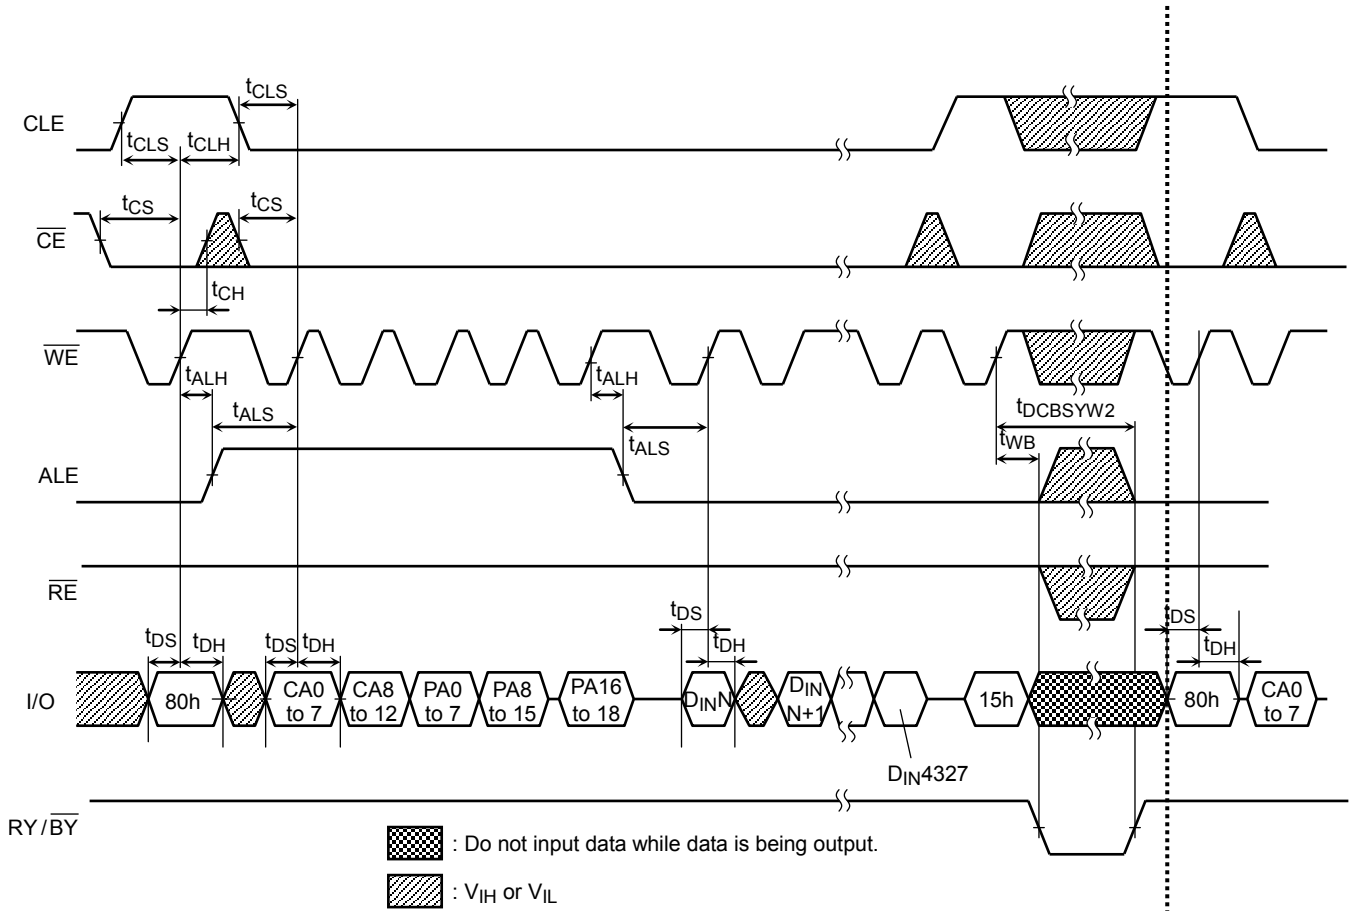 tCLS
CLE
tCLS
tCLH
tCS
tCS
CE
tCH
WE
tALH
tALH
tALS
tDCBSYW2
tALS
tWB
ALE
RE
tDS
tDH
tDS
tDH
tDS
tDH
DS
tDH
I/O
80h
CA0
to 7
CA8
to 12
PA0
to 7
PA8
to 15
PA16
to 18
DINN
DIN
N+1
15h
80h
CA0
to 7
DIN4327
RY/BY
: Do not input data while data is being output.
: VIH or VIL